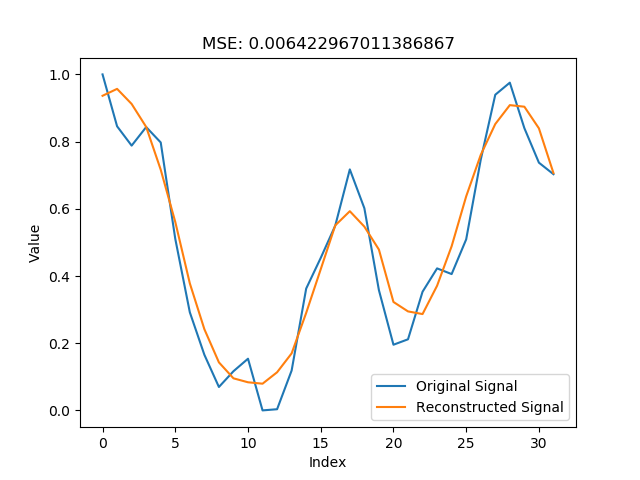 MSE: 0.006422967011386867
1.0
0.8
0.6
0.4
0.2
0.0
Value
Original Signal
Reconstructed Signal
0 5 10 15 20 25 30
Index